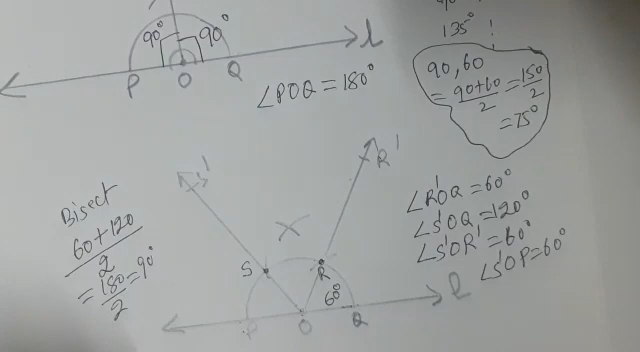 90°
90°
l
P
O
Q
∠POQ = 180°
135° !
90, 60
= 90+60/2 = 150/2
= 75°
S'
R'
Bisect
60+120/2
= 180/2 = 90°
∠R'OQ = 60°
∠S'OQ = 120°
∠S'OR' = 60°
∠S'OP = 60°
S
R
60°
l
P
O
Q